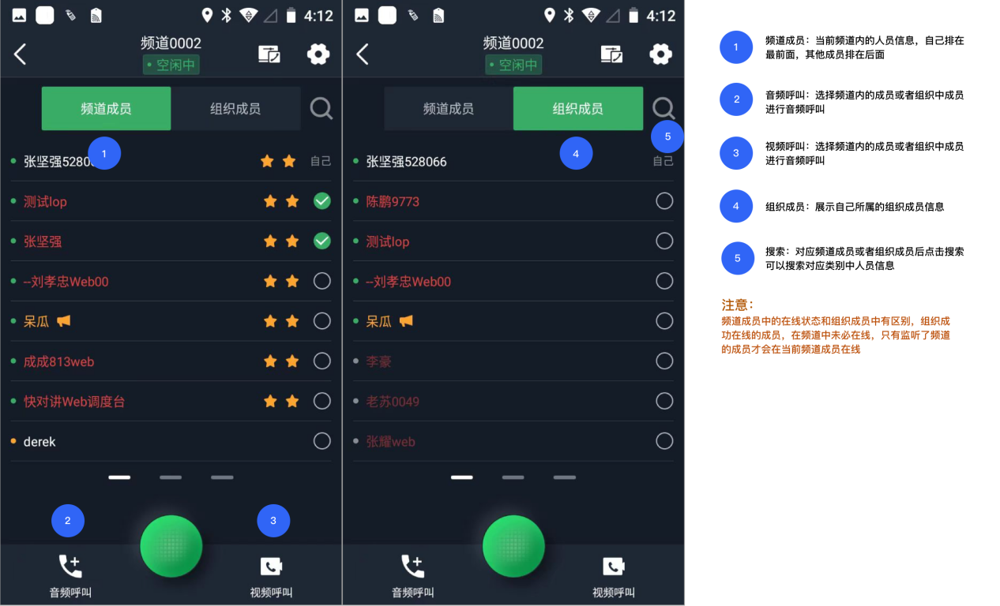 4:12
频道0002
空闲中
频道成员
组织成员
1
张坚强5280
自己
测试lop
张坚强
--刘孝忠Web00
呆瓜
成成813web
快对讲Web调度台
derek
2
3
音频呼叫
视频呼叫
4:12
频道0002
空闲中
频道成员
组织成员
5
4
张坚强528066
自己
陈鹏9773
测试lop
--刘孝忠Web00
呆瓜
李豪
老苏0049
张耀web
音频呼叫
视频呼叫
1
频道成员：当前频道内的人员信息，自己排在
最前面，其他成员排在后面
2
音频呼叫：选择频道内的成员或者组织中成员
进行音频呼叫
3
视频呼叫：选择频道内的成员或者组织中成员
进行音频呼叫
4
组织成员：展示自己所属的组织成员信息
5
搜索：对应频道成员或者组织成员后点击搜索
可以搜索对应类别中人员信息
注意：
频道成员中的在线状态和组织成员中有区别，组织成
功在线的成员，在频道中未必在线，只有监听了频道
的成员才会在当前频道成员在线